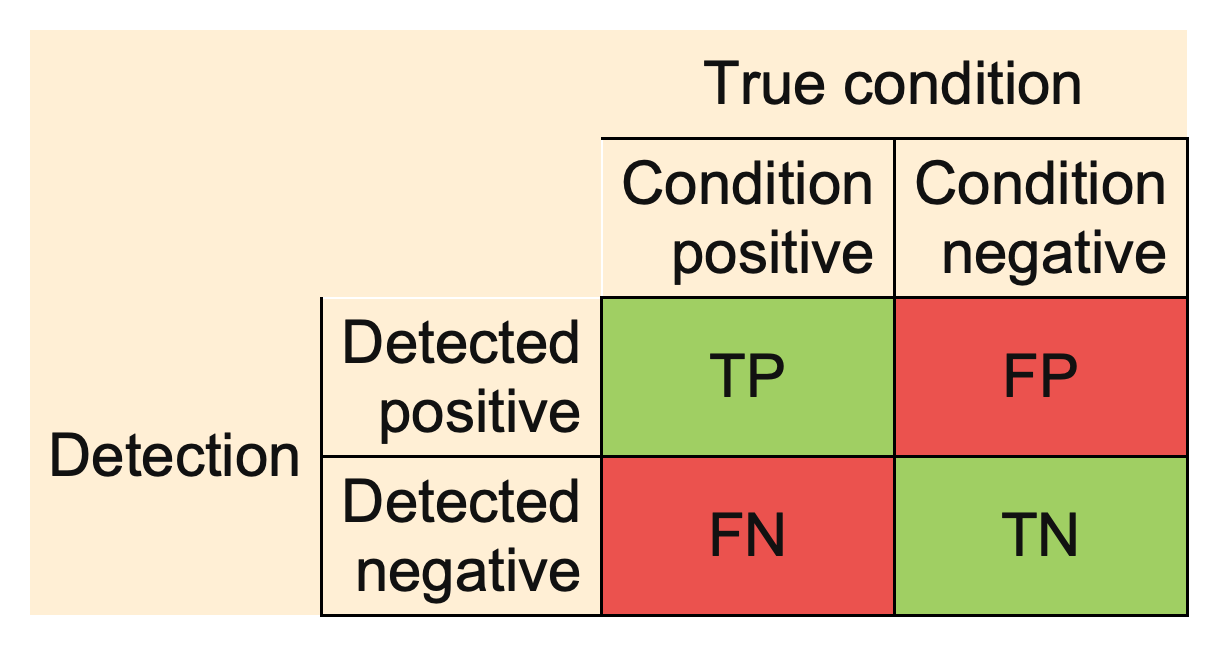 True condition
Condition
positive
Condition
negative
Detection
Detected
positive
TP
FP
Detected
negative
FN
TN